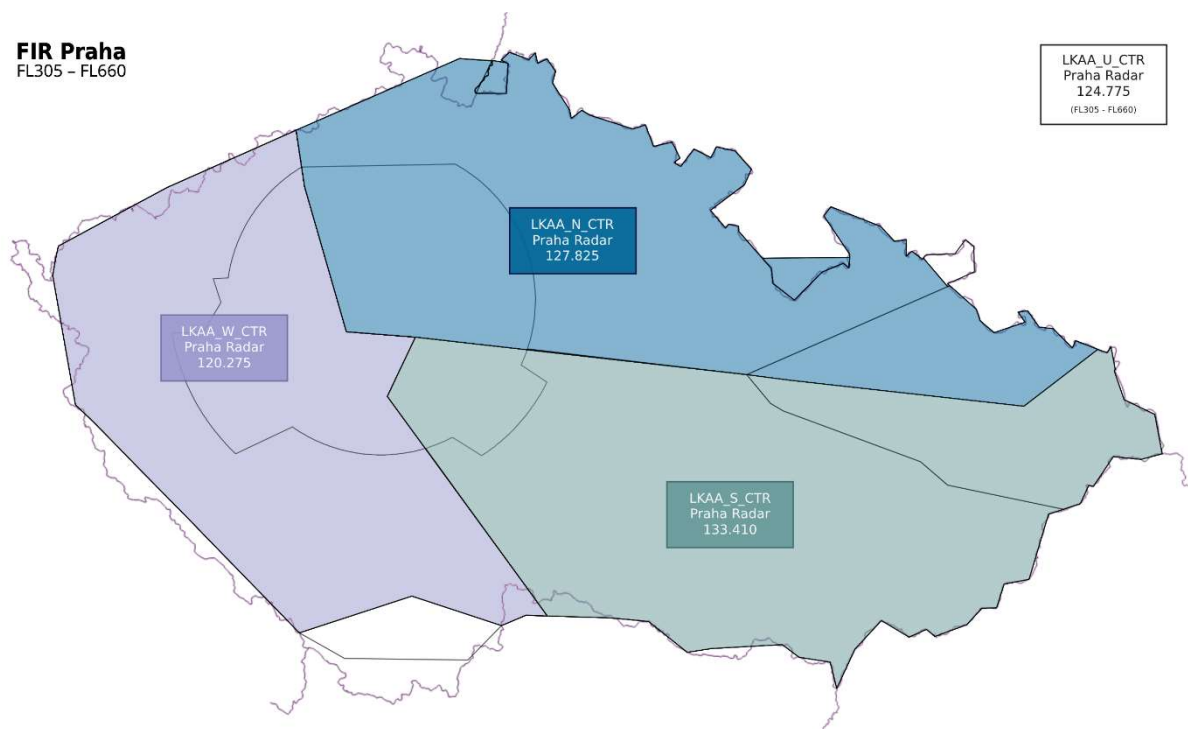 FIR Praha
FL305 – FL660
LKAA_U_CTR
Praha Radar
124.775
(FL305 - FL660)
LKAA_N_CTR
Praha Radar
127.825
LKAA_W_CTR
Praha Radar
120.275
LKAA_S_CTR
Praha Radar
133.410